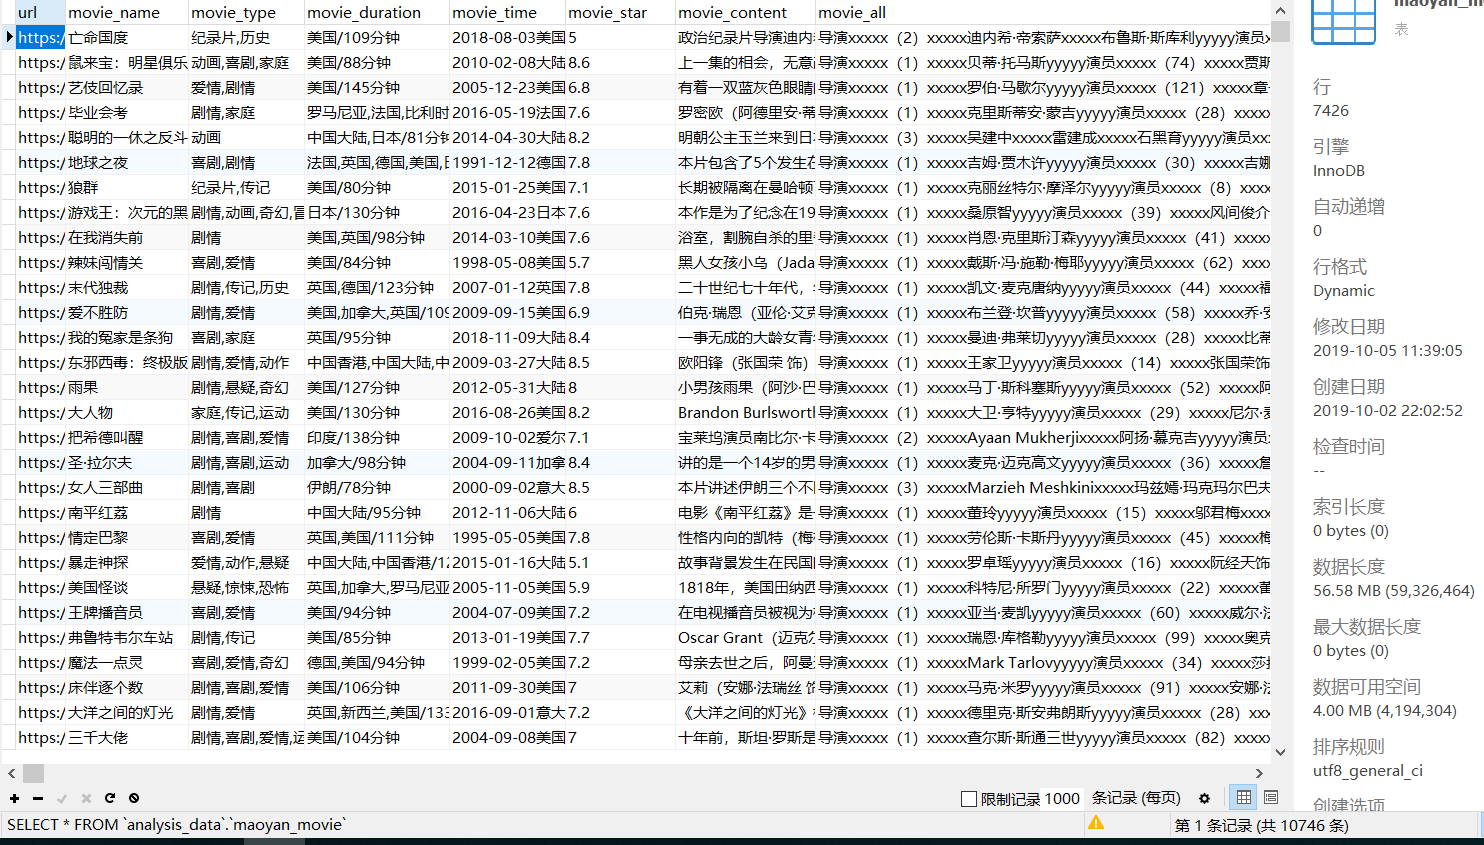 url movie_name movie_type movie_duration movie_time movie_star movie_content movie_all
https:/ 亡命国度 纪录片,历史 美国/109分钟 2018-08-03美国 5 政治纪录片导演迪内 导演xxxxx（2）xxxxx迪内希·帝索萨xxxxx布鲁斯·斯库利yyyyy演员x
https:/ 鼠来宝：明星俱乐 动画,喜剧,家庭 美国/88分钟 2010-02-08大陆 8.6 上一集的相会，无意 导演xxxxx（1）xxxxx贝蒂·托马斯yyyyy演员xxxxx（74）xxxxx贾斯
https:/ 艺伎回忆录 爱情,剧情 美国/145分钟 2005-12-23美国 6.8 有着一双蓝灰色眼睛 导演xxxxx（1）xxxxx罗伯·马歇尔yyyyy演员xxxxx（121）xxxxx章
https:/ 毕业会考 剧情,家庭 罗马尼亚,法国,比利时 2016-05-19法国 7.6 罗密欧（阿德里安·蒂 导演xxxxx（1）xxxxx克里斯蒂安·蒙吉yyyyy演员xxxxx（28）xxxxx
https:/ 聪明的一休之反斗 动画 中国大陆,日本/81分钟 2014-04-30大陆 8.2 明朝公主玉兰来到日 导演xxxxx（3）xxxxx吴建中xxxxx雷建成xxxxx石黑育yyyyy演员xx
https:/ 地球之夜 喜剧,剧情 法国,英国,德国,美国,日 1991-12-12德国 7.8 本片包含了5个发生在 导演xxxxx（1）xxxxx吉姆·贾木许yyyyy演员xxxxx（30）xxxxx吉娜
https:/ 狼群 纪录片,传记 美国/80分钟 2015-01-25美国 7.1 长期被隔离在曼哈顿 导演xxxxx（1）xxxxx克丽丝特尔·摩泽尔yyyyy演员xxxxx（8）xxxxx
https:/ 游戏王：次元的黑 剧情,动画,奇幻,冒 日本/130分钟 2016-04-23日本 7.6 本作是为了纪念在19 导演xxxxx（1）xxxxx桑原智yyyyy演员xxxxx（39）xxxxx风间俊介
https:/ 在我消失前 剧情 美国,英国/98分钟 2014-03-10美国 7.6 浴室，割腕自杀的里 导演xxxxx（1）xxxxx肖恩·克里斯汀森yyyyy演员xxxxx（41）xxxxx
https:/ 辣妹闯情关 喜剧,爱情 美国/84分钟 1998-05-08美国 5.7 黑人女孩小乌（Jada 导演xxxxx（1）xxxxx戴斯·冯·施勒·梅耶yyyyy演员xxxxx（62）xxxxx
https:/ 末代独裁 剧情,传记,历史 英国,德国/123分钟 2007-01-12英国 7.8 二十世纪七十年代， 导演xxxxx（1）xxxxx凯文·麦克唐纳yyyyy演员xxxxx（44）xxxxx福
https:/ 爱不胜防 剧情,爱情 美国,加拿大,英国/109 2009-09-15美国 6.9 伯克·瑞恩（亚伦·艾克 导演xxxxx（1）xxxxx布兰登·坎普yyyyy演员xxxxx（58）xxxxx乔·安
https:/ 我的冤家是条狗 喜剧,家庭 英国/95分钟 2018-11-09大陆 8.4 一事无成的大龄女青 导演xxxxx（1）xxxxx曼迪·弗莱切yyyyy演员xxxxx（28）xxxxx比蒂
https:/ 东邪西毒：终极版 剧情,爱情,动作 中国香港,中国大陆,中 2009-03-27大陆 8.5 欧阳锋（张国荣 饰） 导演xxxxx（1）xxxxx王家卫yyyyy演员xxxxx（14）xxxxx张国荣饰
https:/ 雨果 剧情,悬疑,奇幻 美国/127分钟 2012-05-31大陆 8 小男孩雨果（阿沙·巴 导演xxxxx（1）xxxxx马丁·斯科塞斯yyyyy演员xxxxx（52）xxxxx阿
https:/ 大人物 家庭,传记,运动 美国/130分钟 2016-08-26美国 8.2 Brandon Burlswortl 导演xxxxx（1）xxxxx大卫·亨特yyyyy演员xxxxx（29）xxxxx尼尔·麦
https:/ 把希德叫醒 剧情,喜剧,爱情 印度/138分钟 2009-10-02爱尔 7.1 宝莱坞演员南比尔·卡 导演xxxxx（2）xxxxxAyaan Mukherjixxxxx阿扬·慕克吉yyyyy演员x
https:/ 圣·拉尔夫 剧情,喜剧,运动 加拿大/98分钟 2004-09-11加拿 8.4 讲的是一个14岁的男 导演xxxxx（1）xxxxx麦克·迈克高文yyyyy演员xxxxx（36）xxxxx詹
https:/ 女人三部曲 剧情,喜剧 伊朗/78分钟 2000-09-02意大 8.5 本片讲述伊朗三个不 导演xxxxx（3）xxxxxMarzieh Meshkinixxxxx玛兹嫣·玛克玛尔巴夫
https:/ 南平红荔 剧情 中国大陆/95分钟 2012-11-06大陆 6 电影《南平红荔》是 导演xxxxx（1）xxxxx董玲yyyyy演员xxxxx（15）xxxxx邬君梅xxxx
https:/ 情定巴黎 喜剧,爱情 英国,美国/111分钟 1995-05-05美国 7.8 性格内向的凯特（梅 导演xxxxx（1）xxxxx劳伦斯·卡斯丹yyyyy演员xxxxx（45）xxxxx梅
https:/ 暴走神探 爱情,动作,悬疑 中国大陆,中国香港/12 2015-01-16大陆 5.1 故事背景发生在民国 导演xxxxx（1）xxxxx罗卓瑶yyyyy演员xxxxx（16）xxxxx阮经天饰
https:/ 美国怪谈 悬疑,惊悚,恐怖 英国,加拿大,罗马尼亚 2005-11-05美国 5.9 1818年，美国田纳西 导演xxxxx（1）xxxxx科特尼·所罗门yyyyy演员xxxxx（22）xxxxx蕾
https:/ 王牌播音员 喜剧,爱情 美国/94分钟 2004-07-09美国 7.2 在电视播音员被视为 导演xxxxx（1）xxxxx亚当·麦凯yyyyy演员xxxxx（60）xxxxx威尔·法
https:/ 弗鲁特韦尔车站 剧情,传记 美国/85分钟 2013-01-19美国 7.7 Oscar Grant（迈克尔 导演xxxxx（1）xxxxx瑞恩·库格勒yyyyy演员xxxxx（99）xxxxx奥克
https:/ 魔法一点灵 喜剧,爱情,奇幻 德国,美国/94分钟 1999-02-05美国 7.2 母亲去世之后，阿曼 导演xxxxx（1）xxxxxMark Tarlovyyyyy演员xxxxx（34）xxxxx莎拉
https:/ 床伴逐个数 剧情,喜剧,爱情 美国/106分钟 2011-09-30美国 7 艾莉（安娜·法瑞丝 饰 导演xxxxx（1）xxxxx马克·米罗yyyyy演员xxxxx（91）xxxxx安娜·法
https:/ 大洋之间的灯光 剧情,爱情 英国,新西兰,美国/133 2016-09-01意大 7.2 《大洋之间的灯光》 导演xxxxx（1）xxxxx德里克·斯安弗朗斯yyyyy演员xxxxx（28）xxxx
https:/ 三千大佬 剧情,喜剧,爱情,运 美国/104分钟 2004-09-08美国 7 十年前，斯坦·罗斯是 导演xxxxx（1）xxxxx查尔斯·斯通三世yyyyy演员xxxxx（82）xxxx
限制记录 1000 条记录 (每页)
SELECT * FROM `analysis_data`.`maoyan_movie`
第 1 条记录 (共 10746 条)
表
行
7426
引擎
InnoDB
自动递增
0
行格式
Dynamic
修改日期
2019-10-05 11:39:05
创建日期
2019-10-02 22:02:52
检查时间
--
索引长度
0 bytes (0)
数据长度
56.58 MB (59,326,464)
最大数据长度
0 bytes (0)
数据可用空间
4.00 MB (4,194,304)
排序规则
utf8_general_ci
创建选项